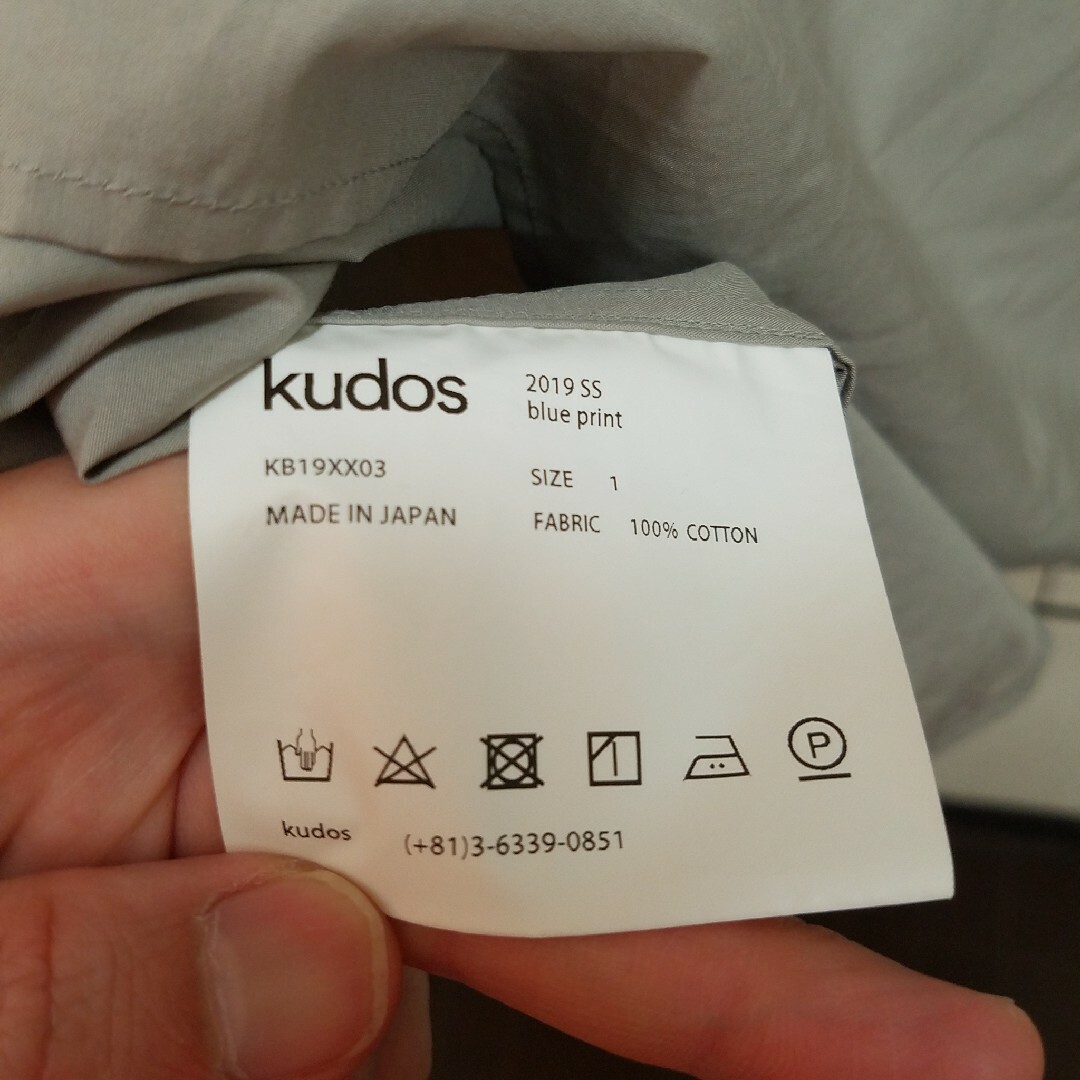 kudos
2019 SS
blue print
KB19XX03
SIZE 1
MADE IN JAPAN
FABRIC 100% COTTON
P
kudos (+81)3-6339-0851